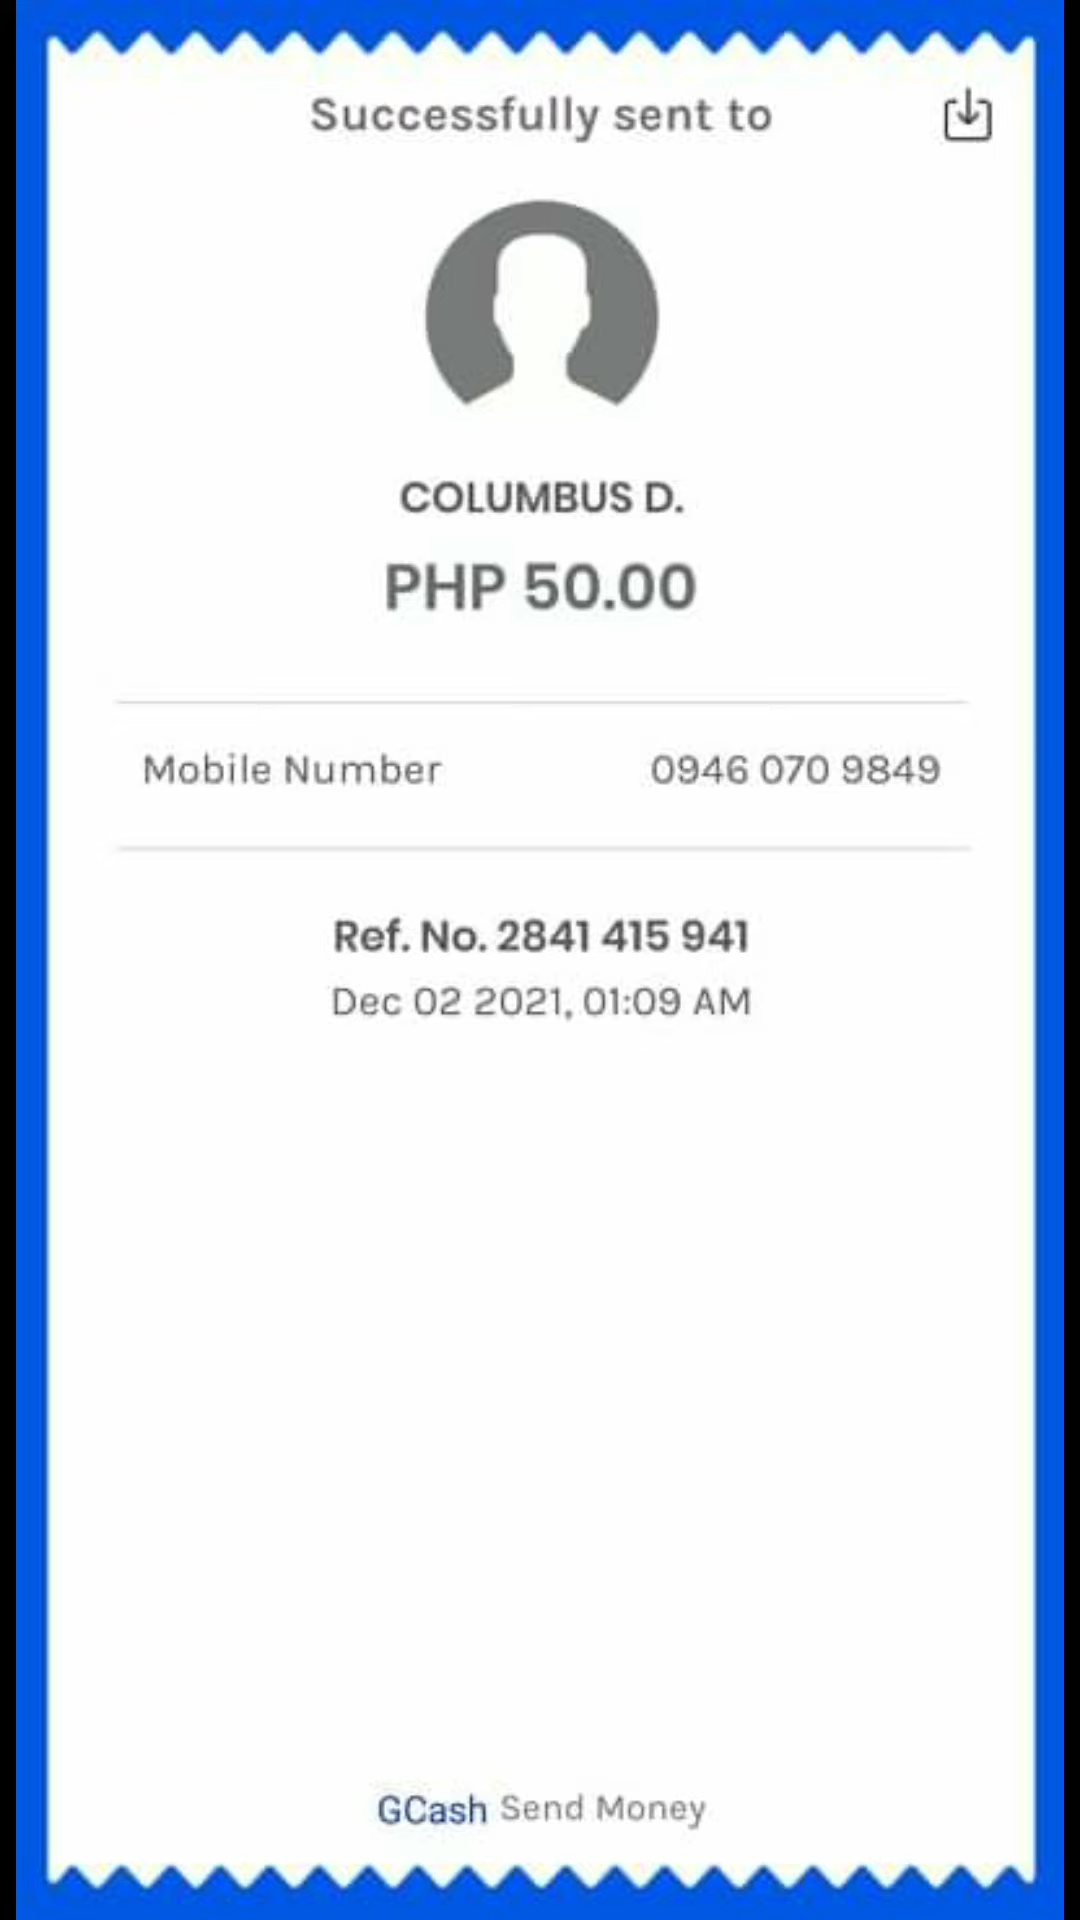 Successfully sent to
COLUMBUS D.
PHP 50.00
Mobile Number 0946 070 9849
Ref. No. 2841 415 941
Dec 02 2021, 01:09 AM
GCash Send Money